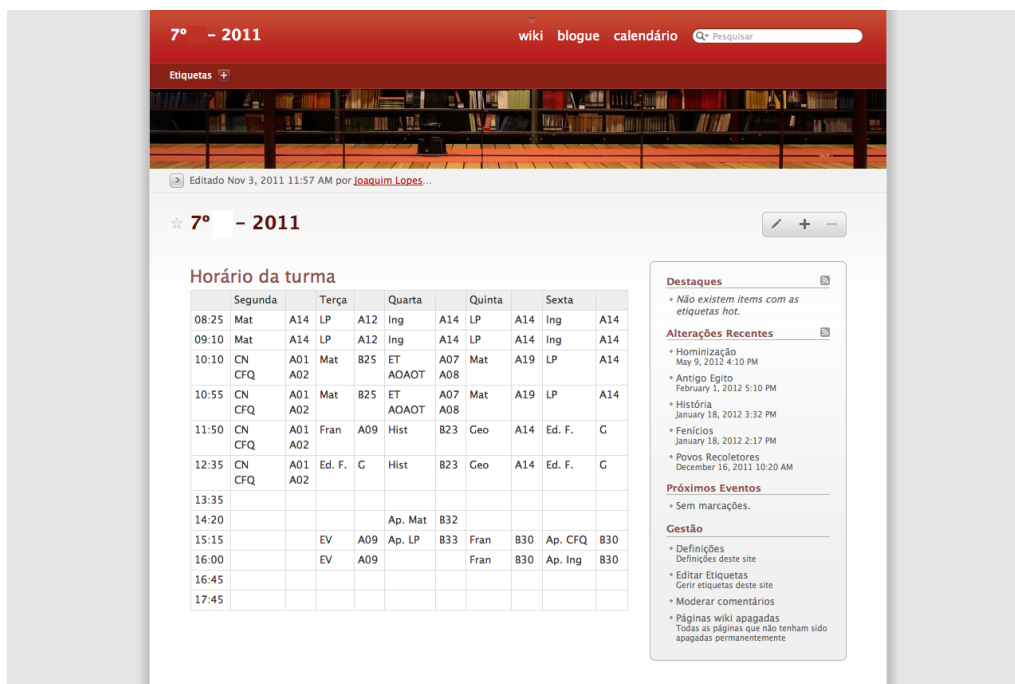 7º – 2011
wiki blogue calendário Pesquisar
Etiquetas +
Editado Nov 3, 2011 11:57 AM por Joaquim Lopes...
7º – 2011
Horário da turma
Segunda Terça Quarta Quinta Sexta
08:25 Mat A14 LP A12 Ing A14 LP A14 Ing A14
09:10 Mat A14 LP A12 Ing A14 LP A14 Ing A14
10:10 CN A01 Mat B25 ET A07 Mat A19 LP A14
CFQ A02 AOAOT A08
10:55 CN A01 Mat B25 ET A07 Mat A19 LP A14
CFQ A02 AOAOT A08
11:50 CN A01 Fran A09 Hist B23 Geo A14 Ed. F. G
CFQ A02
12:35 CN A01 Ed. F. G Hist B23 Geo A14 Ed. F. G
CFQ A02
13:35
14:20 Ap. Mat B32
15:15 EV A09 Ap. LP B33 Fran B30 Ap. CFQ B30
16:00 EV A09 Fran B30 Ap. Ing B30
16:45
17:45
Destaques
Não existem items com as
etiquetas hot.
Alterações Recentes
Hominização
May 9, 2012 4:10 PM
Antigo Egito
February 1, 2012 5:10 PM
História
January 18, 2012 3:32 PM
Fenícios
January 18, 2012 2:17 PM
Povos Recoletores
December 16, 2011 10:20 AM
Próximos Eventos
Sem marcações.
Gestão
Definições
Definições deste site
Editar Etiquetas
Gerir etiquetas deste site
Moderar comentários
Páginas wiki apagadas
Todas as páginas que não tenham sido
apagadas permanentemente